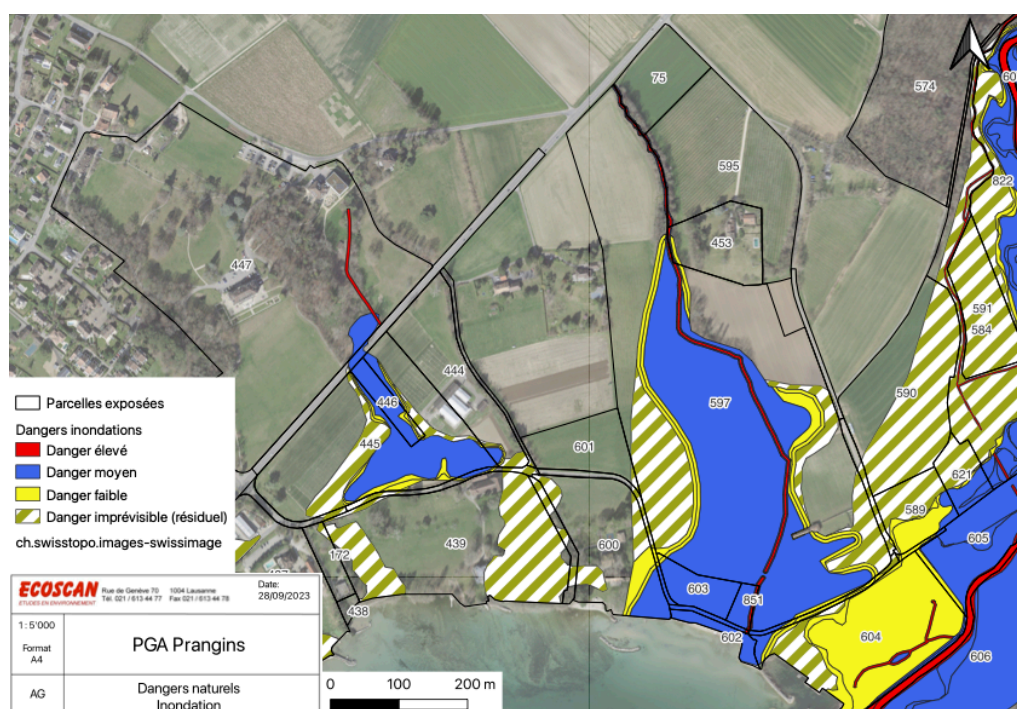 75
574
60
595
822
453
447
591
584
444
590
446
597
445
601
621
589
605
172
439
600
603
851
438
602
604
606
Parcelles exposées
Dangers inondations
Danger élevé
Danger moyen
Danger faible
Danger imprévisible (résiduel)
ch.swisstopo.images-swissimage
ECOSCAN
ETUDES EN ENVIRONNEMENT
Rue de Genève 70 1004 Lausanne
Tél. 021 / 613 44 77 Fax 021 / 613 44 78
Date:
28/09/2023
1 : 5'000
Format
A4
PGA Prangins
AG
Dangers naturels
Inondation
0 100 200 m